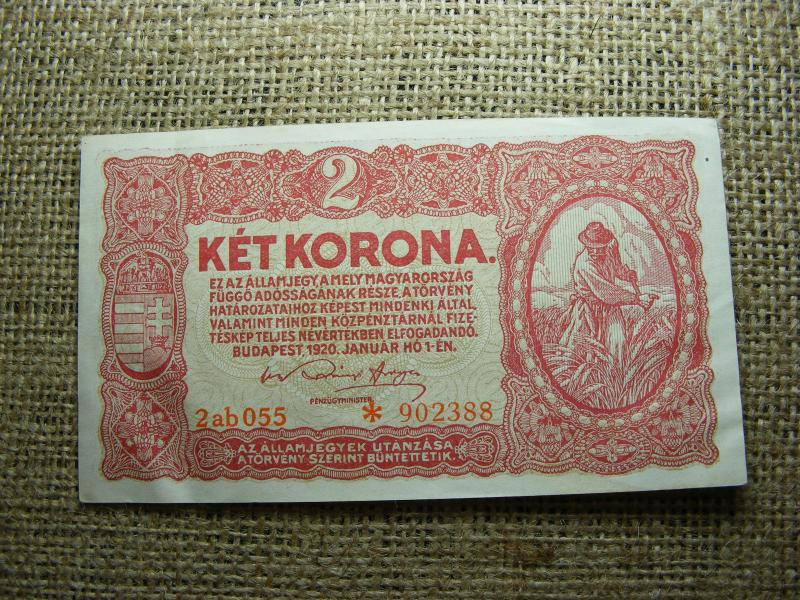 2
KÉT KORONA.
EZ AZ ÁLLAMJEGY, A MELY MAGYARORSZÁG
FÜGGŐ ADÓSSÁGÁNAK RÉSZE, A TÖRVÉNY
HATÁROZATAIHOZ KÉPEST MINDENKI ÁLTAL
VALAMINT MINDEN KÖZPÉNZTÁRNÁL FIZE-
TÉSKÉP TELJES NÉVÉRTÉKBEN ELFOGADANDÓ.
BUDAPEST, 1920. JANUÁR HÓ 1-ÉN.
PÉNZÜGYMINISTER.
2ab055 * 902388
AZ ÁLLAMJEGYEK UTÁNZÁSA
A TÖRVÉNY SZERINT BÜNTETTETIK.